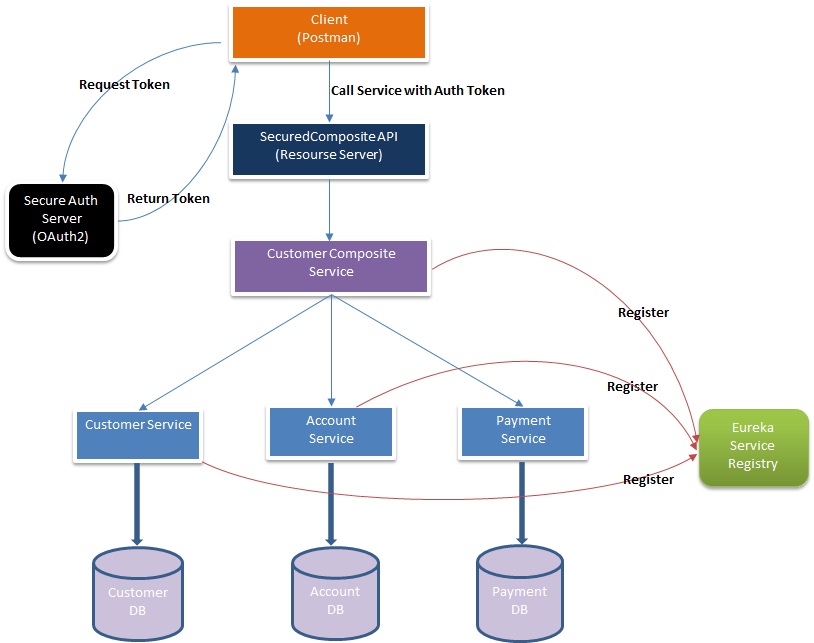 Client
(Postman)
Request Token
Call Service with Auth Token
SecuredCompositeAPI
(Resourse Server)
Secure Auth
Server
(OAuth2)
Return Token
Customer Composite
Service
Register
Register
Customer Service
Account
Service
Payment
Service
Eureka
Service
Registry
Register
Customer
DB
Account
DB
Payment
DB